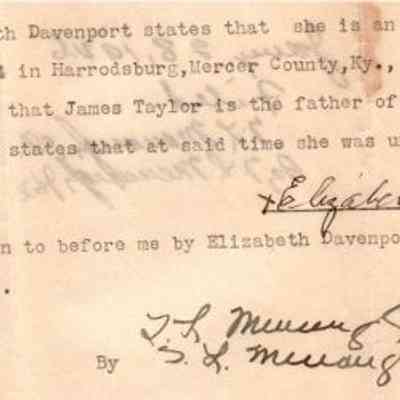 th Davenport states that she is an
in Harrodsburg,Mercer County,Ky.,
that James Taylor is the father of
states that at said time she was u
x Elizabe
n to before me by Elizabeth Davenpo
.
By